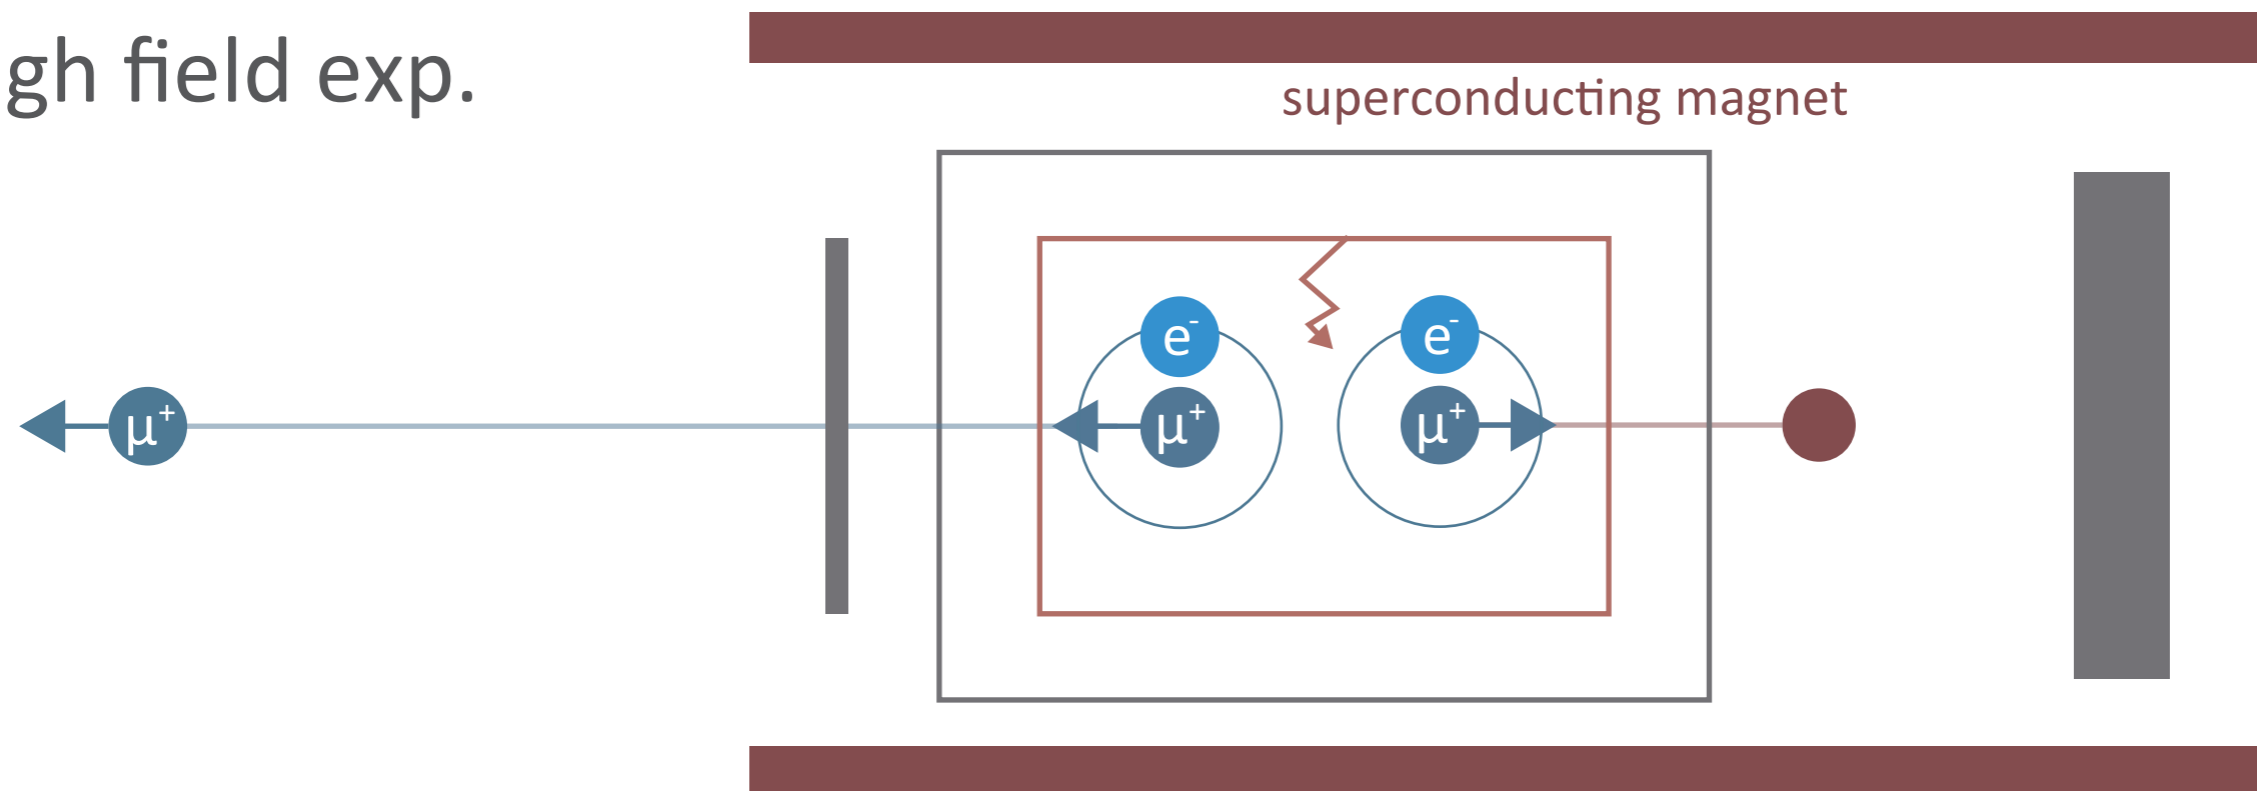 gh field exp.
superconducting magnet
e⁻ e⁻
μ⁺ μ⁺ μ⁺